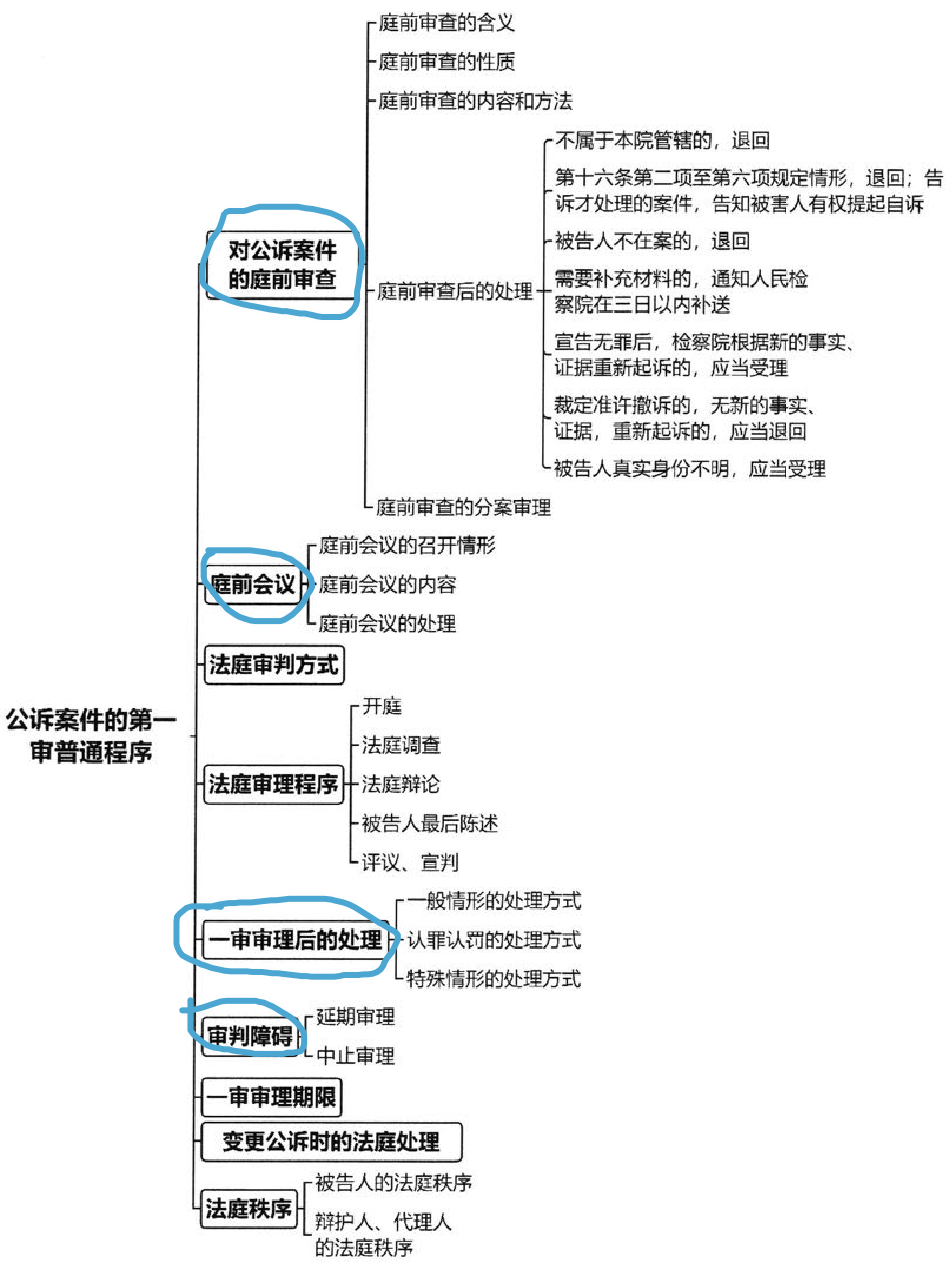 公诉案件的第一
审普通程序
对公诉案件
的庭前审查
庭前审查的含义
庭前审查的性质
庭前审查的内容和方法
庭前审查后的处理
不属于本院管辖的，退回
第十六条第二项至第六项规定情形，退回；告
诉才处理的案件，告知被害人有权提起自诉
被告人不在案的，退回
需要补充材料的，通知人民检
察院在三日以内补送
宣告无罪后，检察院根据新的事实、
证据重新起诉的，应当受理
裁定准许撤诉的，无新的事实、
证据，重新起诉的，应当退回
被告人真实身份不明，应当受理
庭前审查的分案审理
庭前会议
庭前会议的召开情形
庭前会议的内容
庭前会议的处理
法庭审判方式
法庭审理程序
开庭
法庭调查
法庭辩论
被告人最后陈述
评议、宣判
一审审理后的处理
一般情形的处理方式
认罪认罚的处理方式
特殊情形的处理方式
审判障碍
延期审理
中止审理
一审审理期限
变更公诉时的法庭处理
法庭秩序
被告人的法庭秩序
辩护人、代理人
的法庭秩序